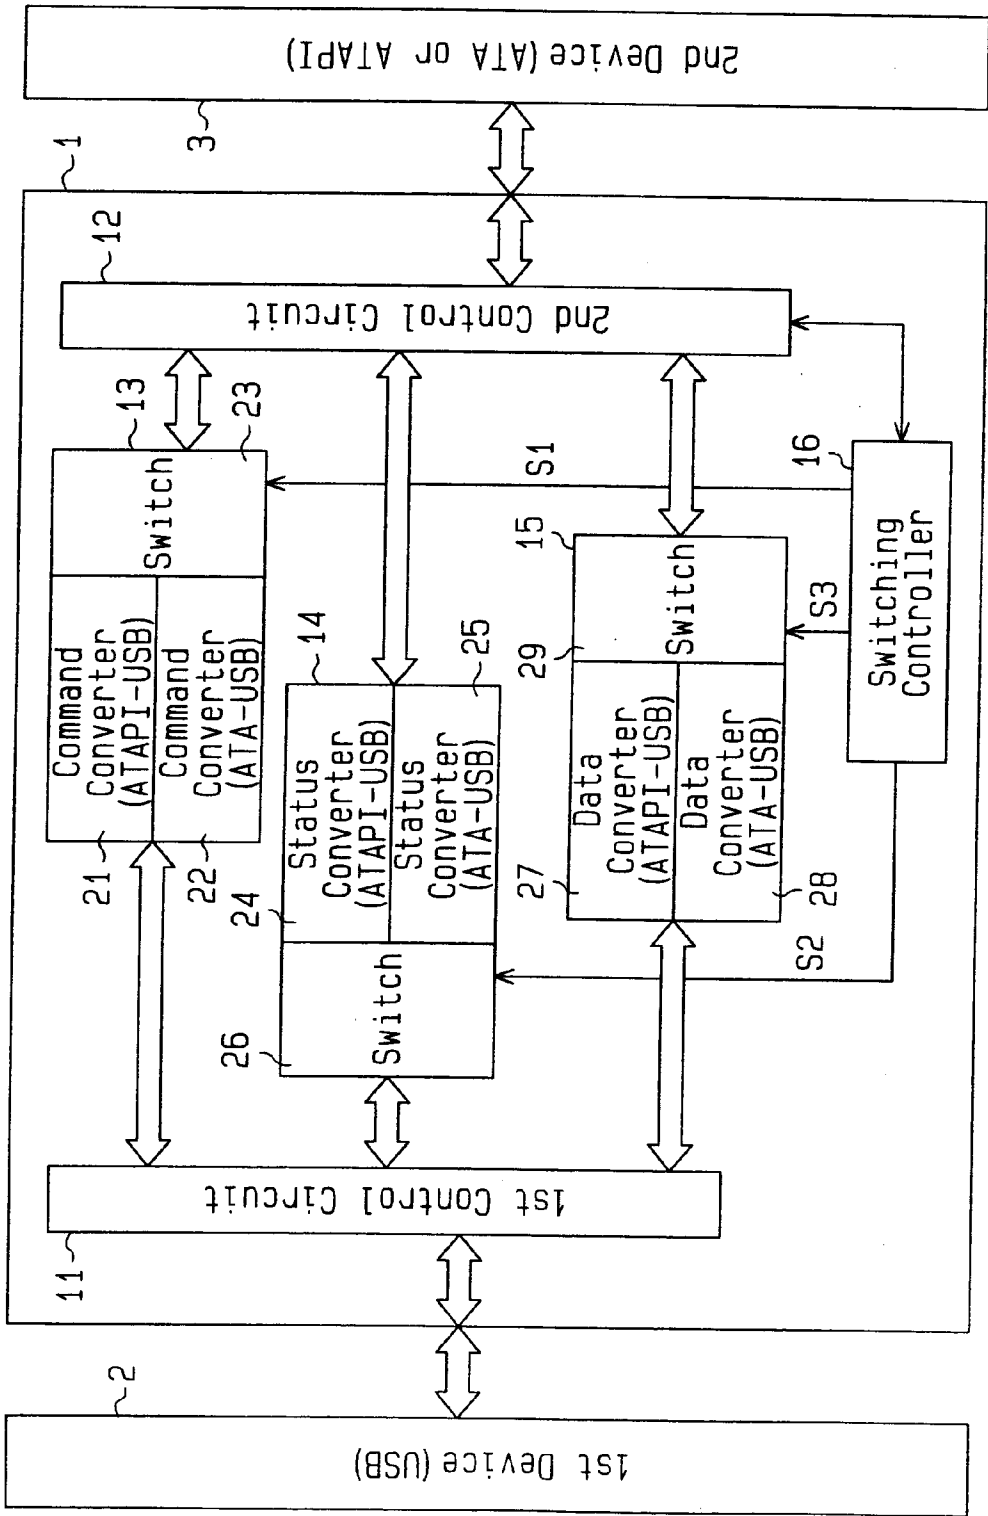 2nd Device (ATA or ATAPI)
3
1
12
2nd Control Circuit
13
23
Switch
Command
Converter
(ATAPI-USB)
Command
Converter
(ATA-USB)
21
22
S1
14
25
Status
Converter
(ATAPI-USB)
Status
Converter
(ATA-USB)
24
Switch
26
15
Switch
29
Data
Converter
(ATAPI-USB)
Data
Converter
(ATA-USB)
27
28
S3
S2
16
Switching
Controller
1st Control Circuit
11
2
1st Device (USB)